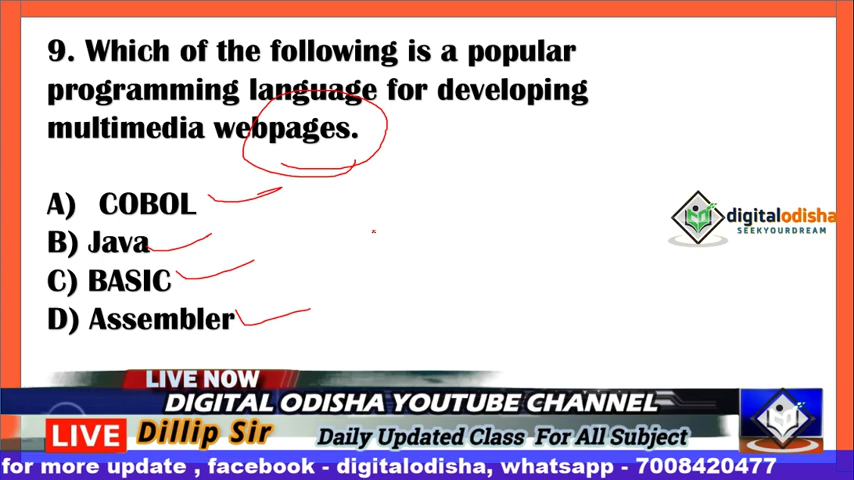 9. Which of the following is a popular
programming language for developing
multimedia webpages.
A) COBOL
B) Java
C) BASIC
D) Assembler
digitalodisha
SEEKYOURDREAM
LIVE NOW
DIGITAL ODISHA YOUTUBE CHANNEL
LIVE Dillip Sir Daily Updated Class For All Subject
for more update , facebook - digitalodisha, whatsapp - 7008420477